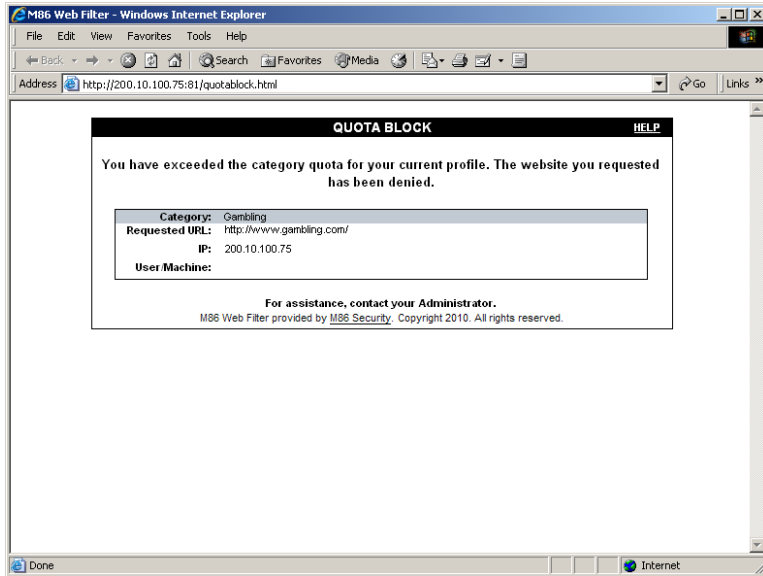 M86 Web Filter - Windows Internet Explorer
File Edit View Favorites Tools Help
Back Search Favorites Media
Address http://200.10.100.75:81/quotablock.html Go Links »
QUOTA BLOCK HELP
You have exceeded the category quota for your current profile. The website you requested
has been denied.
Category: Gambling
Requested URL: http://www.gambling.com/
IP: 200.10.100.75
User/Machine:
For assistance, contact your Administrator.
M86 Web Filter provided by M86 Security. Copyright 2010. All rights reserved.
Done Internet